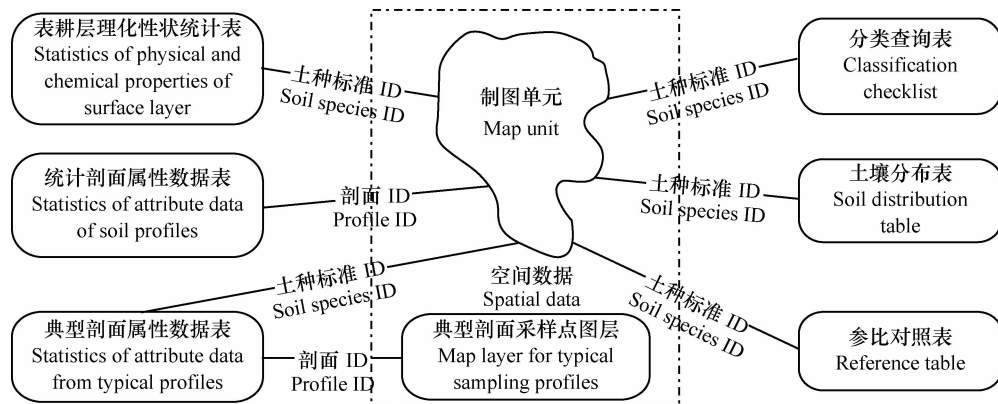 表耕层理化性状统计表
Statistics of physical and
chemical properties of
surface layer
土种标准 ID
Soil species ID
制图单元
Map unit
土种标准 ID
Soil species ID
分类查询表
Classification
checklist
统计剖面属性数据表
Statistics of attribute data
of soil profiles
剖面 ID
Profile ID
土种标准 ID
Soil species ID
土壤分布表
Soil distribution
table
土种标准 ID
Soil species ID
空间数据
Spatial data
土种标准 ID
Soil species ID
典型剖面属性数据表
Statistics of attribute data
from typical profiles
剖面 ID
Profile ID
典型剖面采样点图层
Map layer for typical
sampling profiles
参比对照表
Reference table